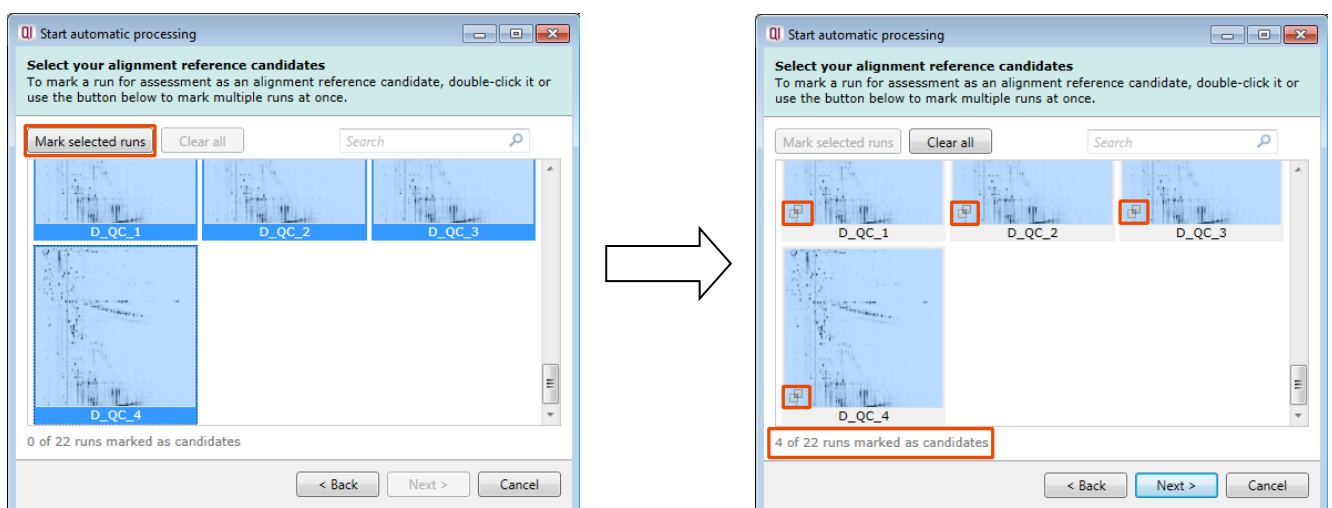 QI Start automatic processing
Select your alignment reference candidates
To mark a run for assessment as an alignment reference candidate, double-click it or
use the button below to mark multiple runs at once.
Mark selected runs Clear all Search
D_QC_1 D_QC_2 D_QC_3
D_QC_4
0 of 22 runs marked as candidates
< Back Next > Cancel
QI Start automatic processing
Select your alignment reference candidates
To mark a run for assessment as an alignment reference candidate, double-click it or
use the button below to mark multiple runs at once.
Mark selected runs Clear all Search
D_QC_1 D_QC_2 D_QC_3
D_QC_4
4 of 22 runs marked as candidates
< Back Next > Cancel